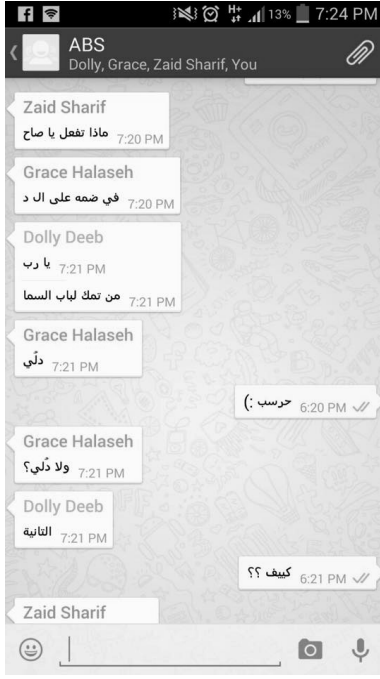 13% 7:24 PM
ABS
Dolly, Grace, Zaid Sharif, You
Zaid Sharif
ماذا تفعل يا صاح 7:20 PM
Grace Halaseh
في ضمه على ال د 7:20 PM
Dolly Deeb
يا رب 7:21 PM
من تمك لباب السما 7:21 PM
Grace Halaseh
دلّي 7:21 PM
حرسب :) 6:20 PM
Grace Halaseh
ولا دُلي؟ 7:21 PM
Dolly Deeb
التانية 7:21 PM
كييف ؟؟ 6:21 PM
Zaid Sharif